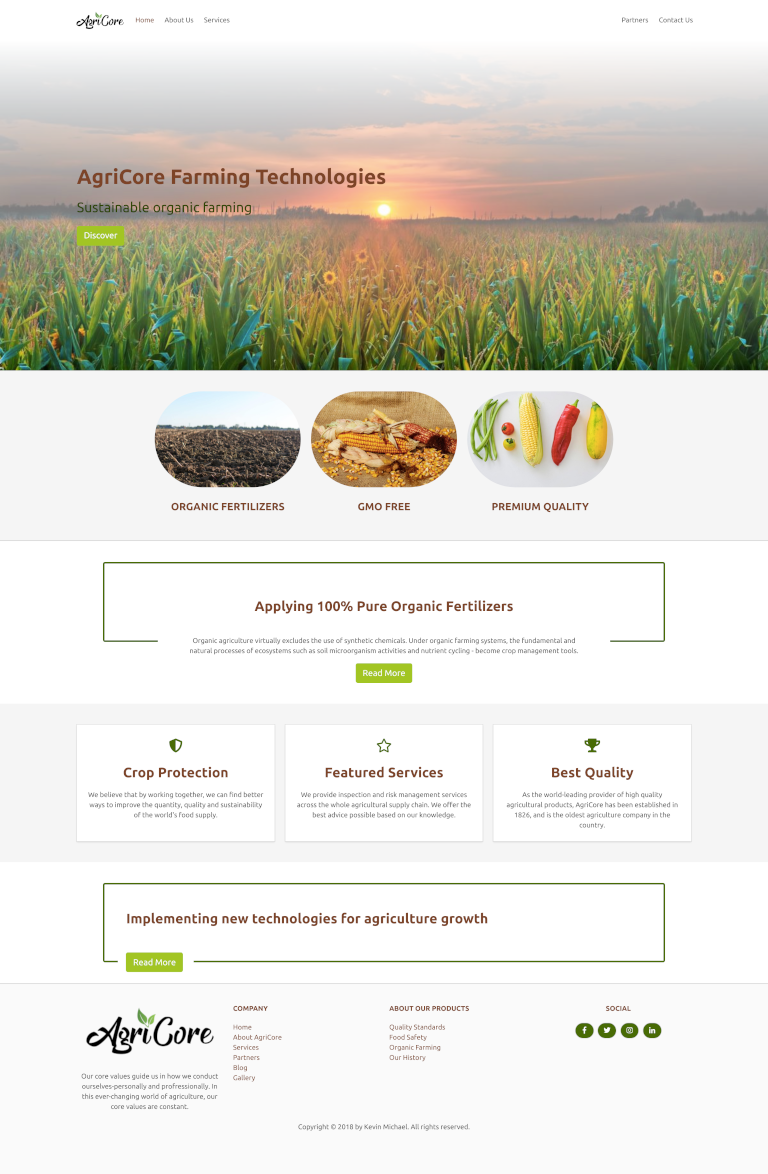 AgriCore
Home
About Us
Services
Partners
Contact Us
AgriCore Farming Technologies
Sustainable organic farming
Discover
ORGANIC FERTILIZERS
GMO FREE
PREMIUM QUALITY
Applying 100% Pure Organic Fertilizers
Organic agriculture virtually excludes the use of synthetic chemicals. Under organic farming systems, the fundamental and
natural processes of ecosystems such as soil microorganism activities and nutrient cycling - become crop management tools.
Read More
Crop Protection
We believe that by working together, we can find better
ways to improve the quantity, quality and sustainability
of the world's food supply.
Featured Services
We provide inspection and risk management services
across the whole agricultural supply chain. We offer the
best advice possible based on our knowledge.
Best Quality
As the world-leading provider of high quality
agricultural products, AgriCore has been established in
1826, and is the oldest agriculture company in the
country.
Implementing new technologies for agriculture growth
Read More
AgriCore
Our core values guide us in how we conduct
ourselves-personally and professionally. In
this ever-changing world of agriculture, our
core values are constant.
COMPANY
Home
About AgriCore
Services
Partners
Blog
Gallery
ABOUT OUR PRODUCTS
Quality Standards
Food Safety
Organic Farming
Our History
SOCIAL
Copyright © 2018 by Kevin Michael. All rights reserved.